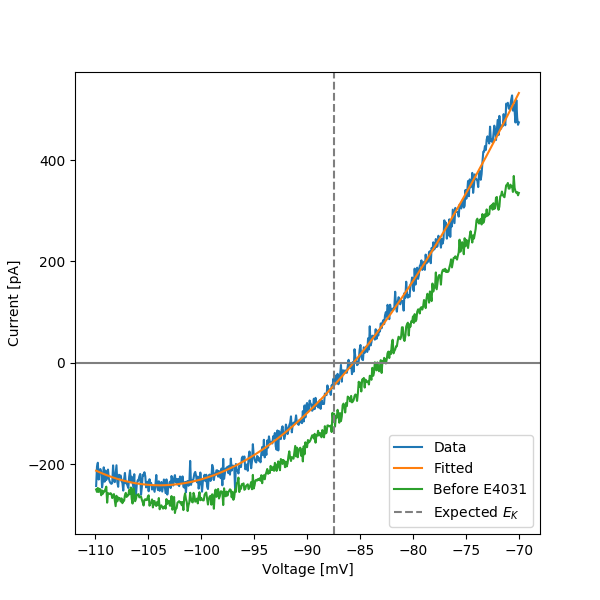 400
200
0
−200
Current [pA]
−110
−105
−100
−95
−90
−85
−80
−75
−70
Voltage [mV]
Data
Fitted
Before E4031
Expected E_K